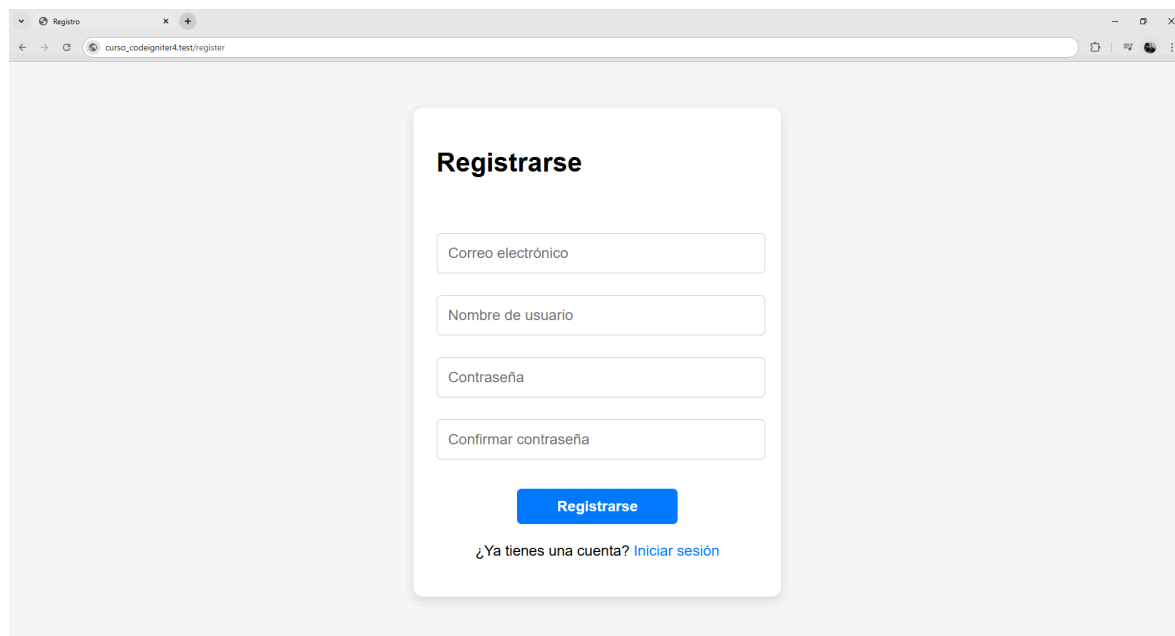 Registro
curso_codeigniter4.test/register
Registrarse
Correo electrónico
Nombre de usuario
Contraseña
Confirmar contraseña
Registrarse
¿Ya tienes una cuenta? Iniciar sesión